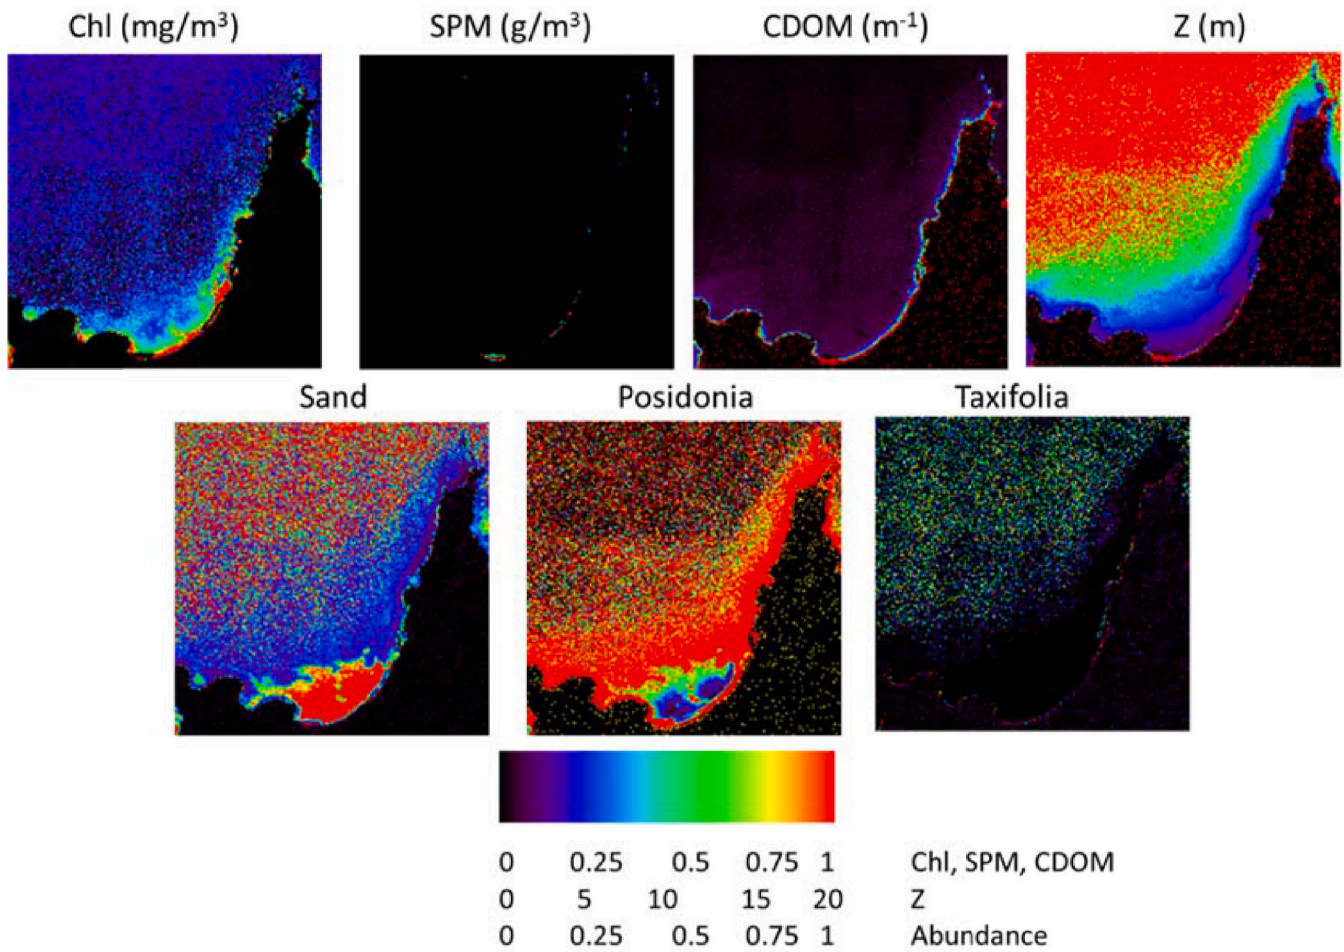 Chl (mg/m³) SPM (g/m³) CDOM (m⁻¹) Z (m)
Sand Posidonia Taxifolia
0 0.25 0.5 0.75 1 Chl, SPM, CDOM
0 5 10 15 20 Z
0 0.25 0.5 0.75 1 Abundance